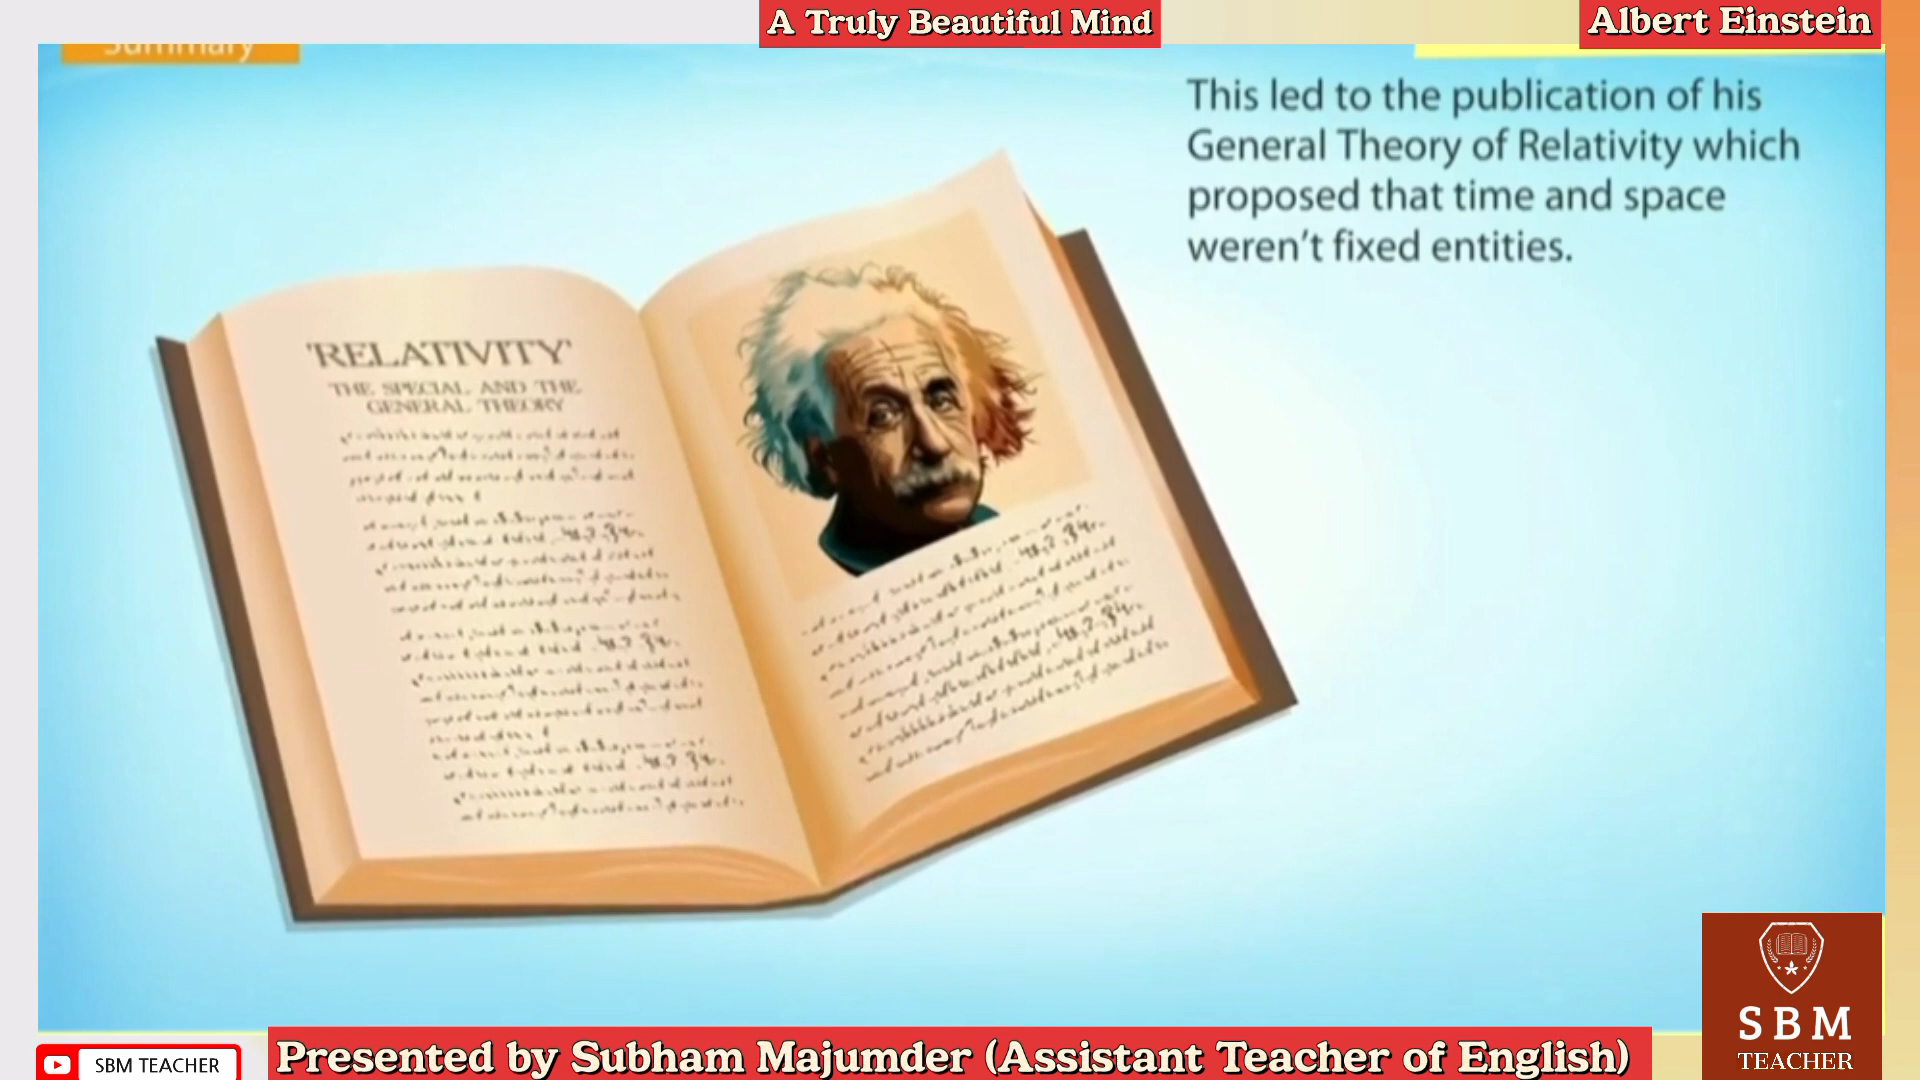 A Truly Beautiful Mind
Albert Einstein
Summary
This led to the publication of his
General Theory of Relativity which
proposed that time and space
weren't fixed entities.
'RELATIVITY'
THE SPECIAL AND THE
GENERAL THEORY
SBM
TEACHER
SBM TEACHER
Presented by Subham Majumder (Assistant Teacher of English)